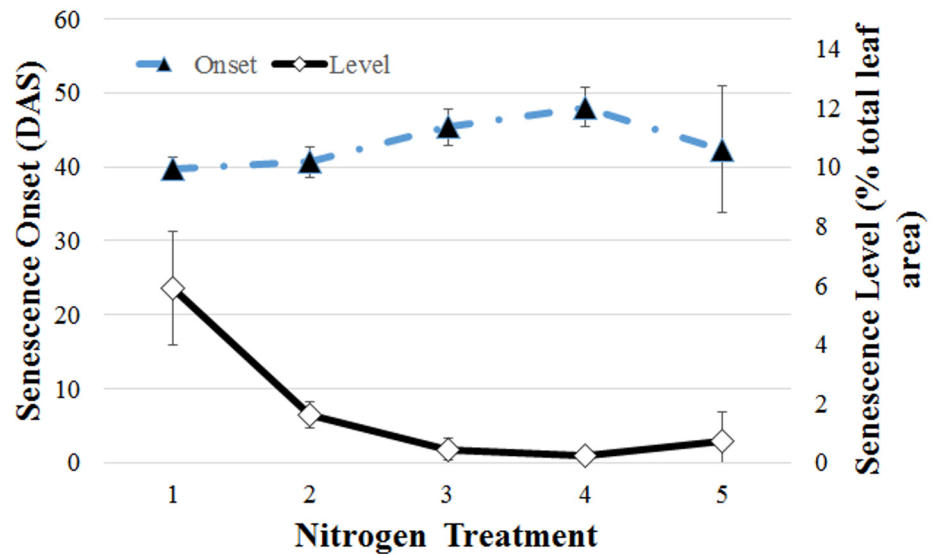 60
50
40
30
20
10
0
Senescence Onset (DAS)
Onset
Level
14
12
10
8
6
4
2
0
Senescence Level (% total leaf
area)
1 2 3 4 5
Nitrogen Treatment